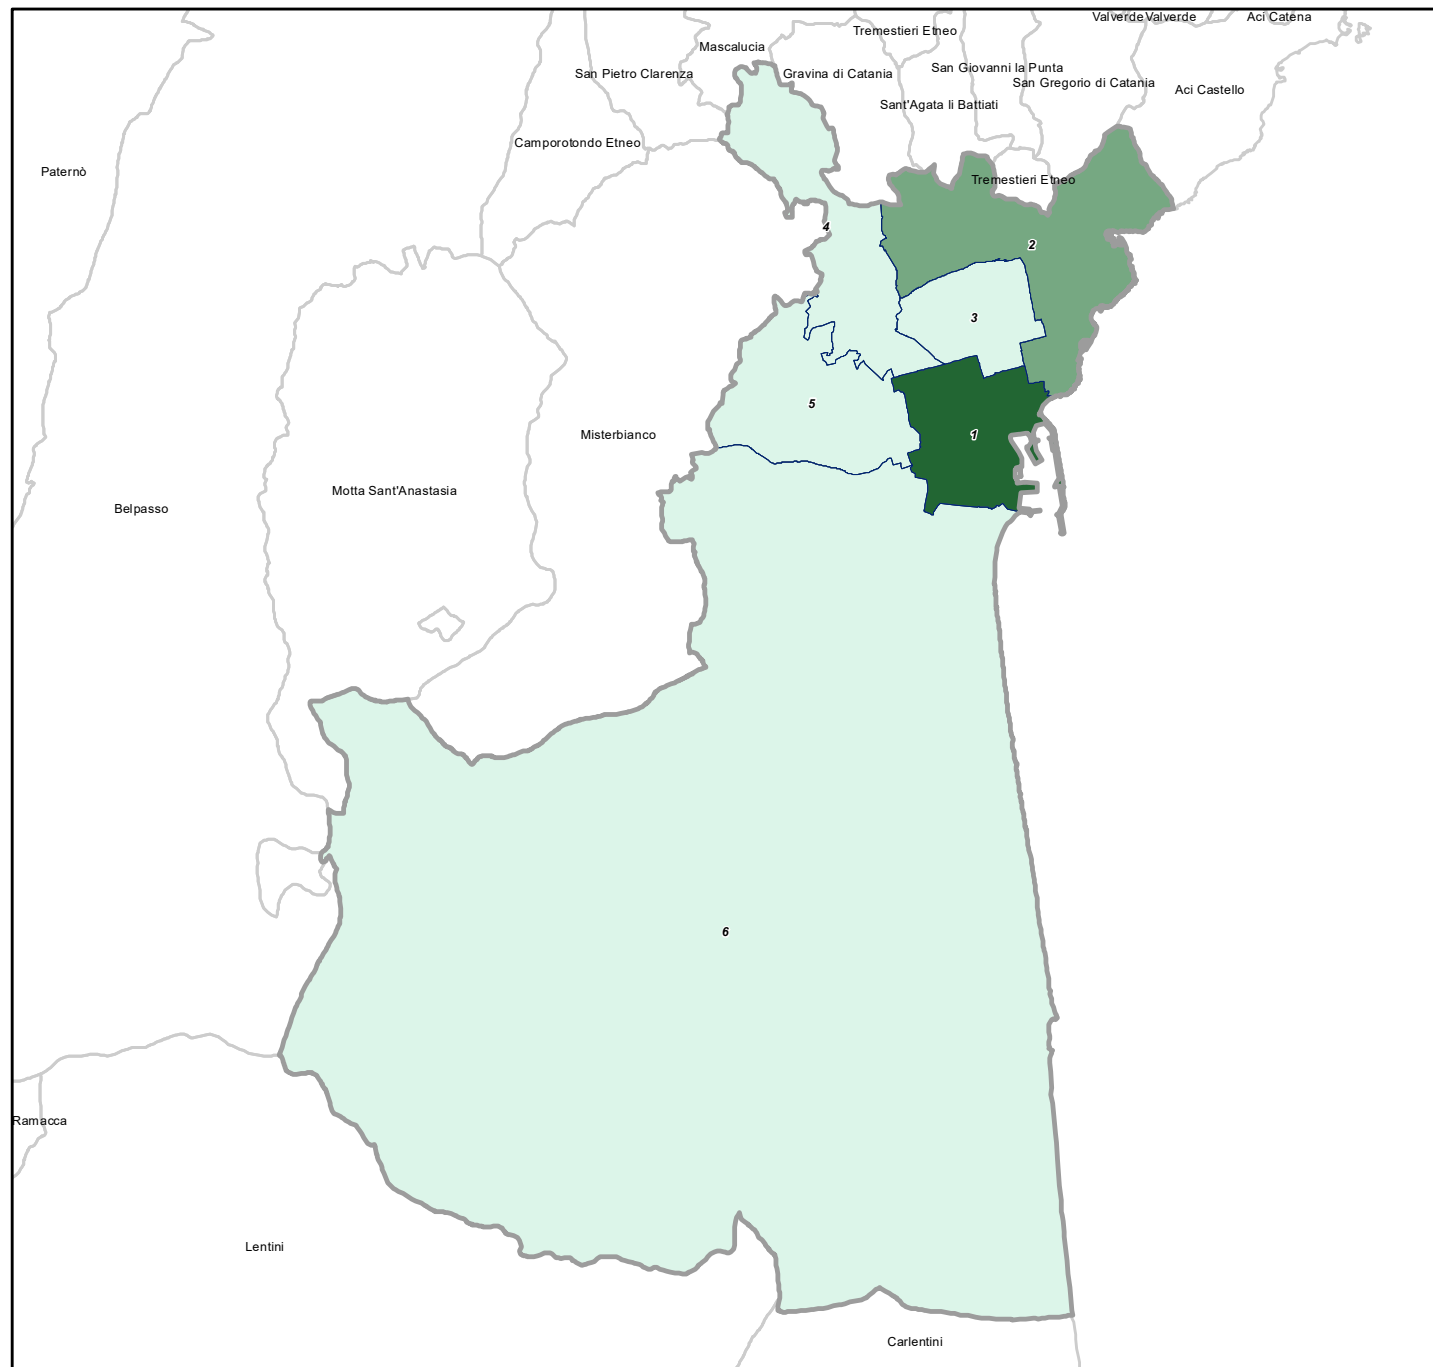 ValverdeValverde
Aci Catena
Tremestieri Etneo
Mascalucia
San Pietro Clarenza
Gravina di Catania
San Giovanni la Punta
San Gregorio di Catania
Aci Castello
Sant'Agata li Battiati
Camporotondo Etneo
Paternò
Tremestieri Etneo
4
2
3
5
Misterbianco
1
Motta Sant'Anastasia
Belpasso
6
Ramacca
Lentini
Carlentini